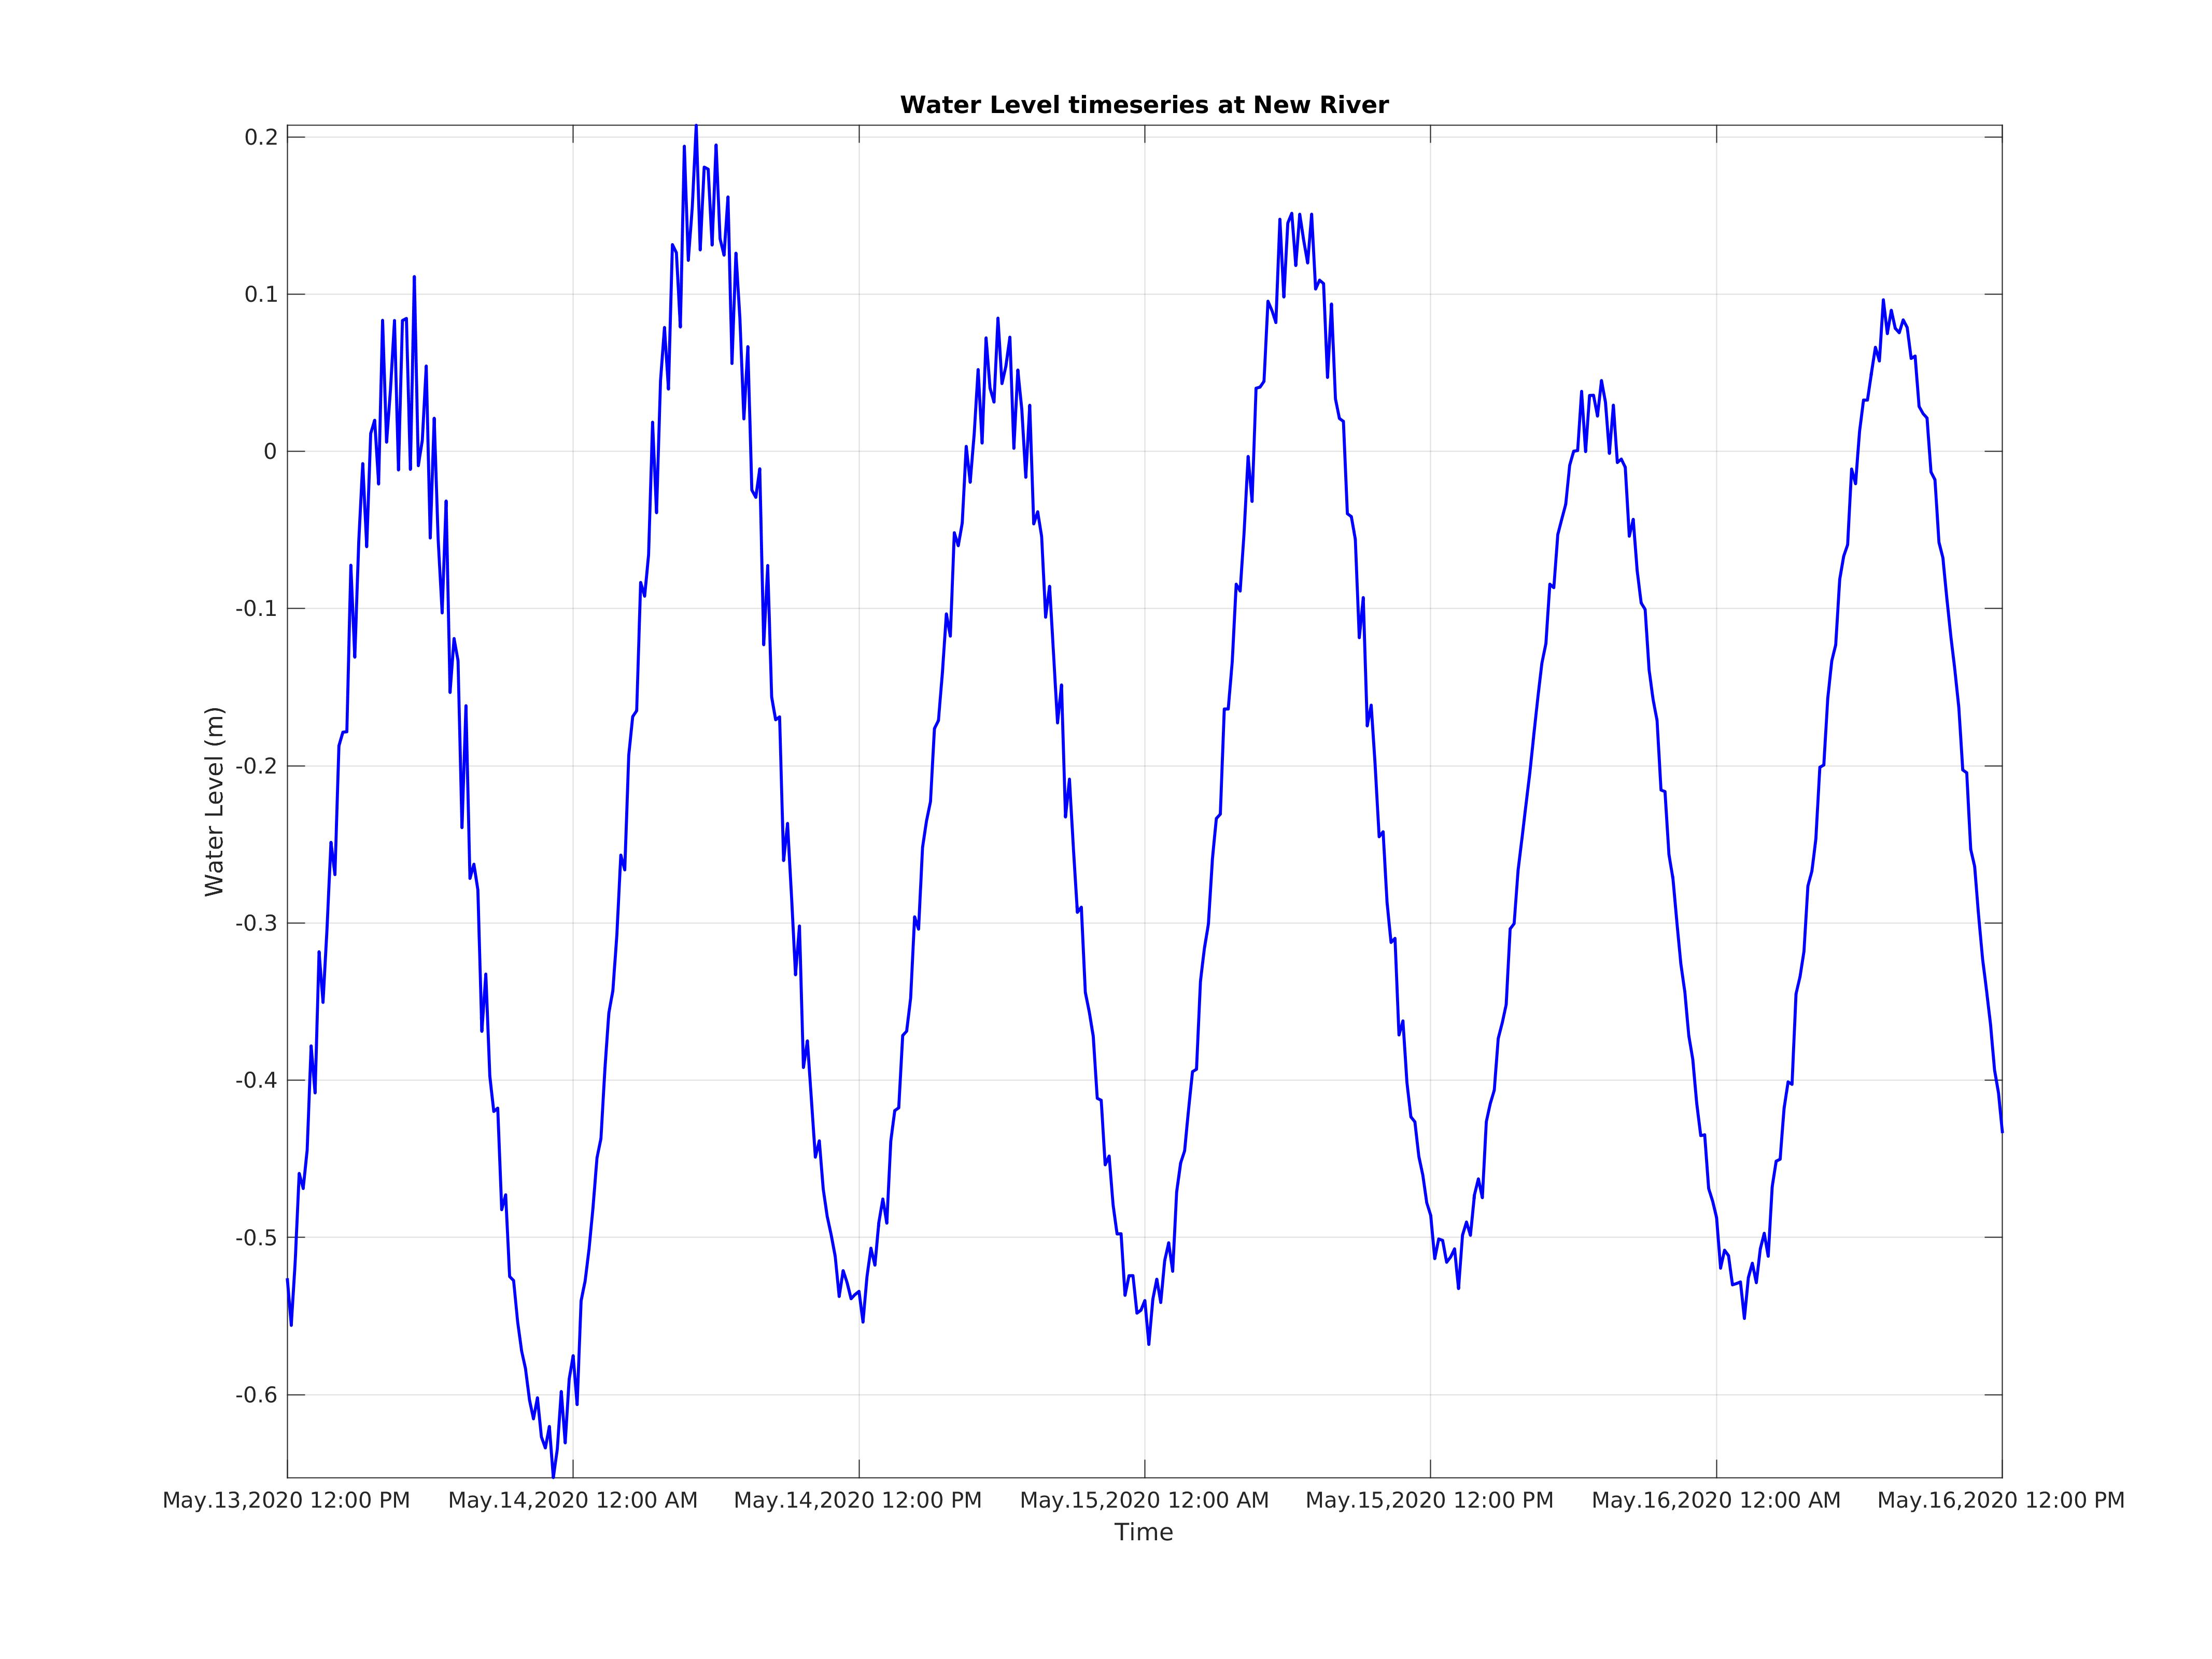 Water Level timeseries at New River
0.2
0.1
0
-0.1
-0.2
-0.3
-0.4
-0.5
-0.6
Water Level (m)
May.13,2020 12:00 PM
May.14,2020 12:00 AM
May.14,2020 12:00 PM
May.15,2020 12:00 AM
May.15,2020 12:00 PM
May.16,2020 12:00 AM
May.16,2020 12:00 PM
Time